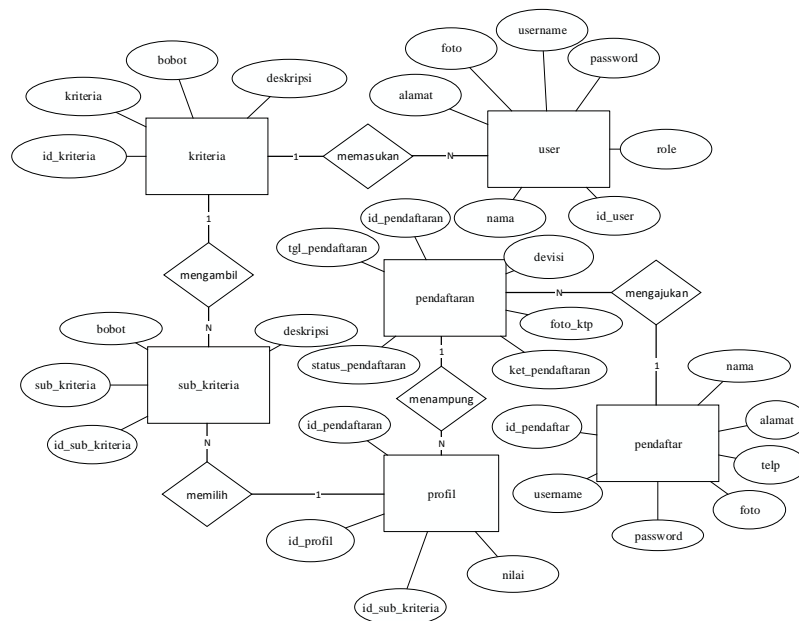 username
foto
password
bobot
deskripsi
alamat
kriteria
kriteria
1
memasukan
N
user
role
id_kriteria
nama
id_user
id_pendaftaran
1
tgl_pendaftaran
devisi
mengambil
pendaftaran
N
mengajukan
foto_ktp
N
bobot
deskripsi
1
status_pendaftaran
ket_pendaftaran
1
nama
sub_kriteria
sub_kriteria
menampung
id_pendaftaran
id_pendaftar
alamat
id_sub_kriteria
N
N
pendaftar
telp
memilih
1
profil
username
foto
id_profil
password
nilai
id_sub_kriteria